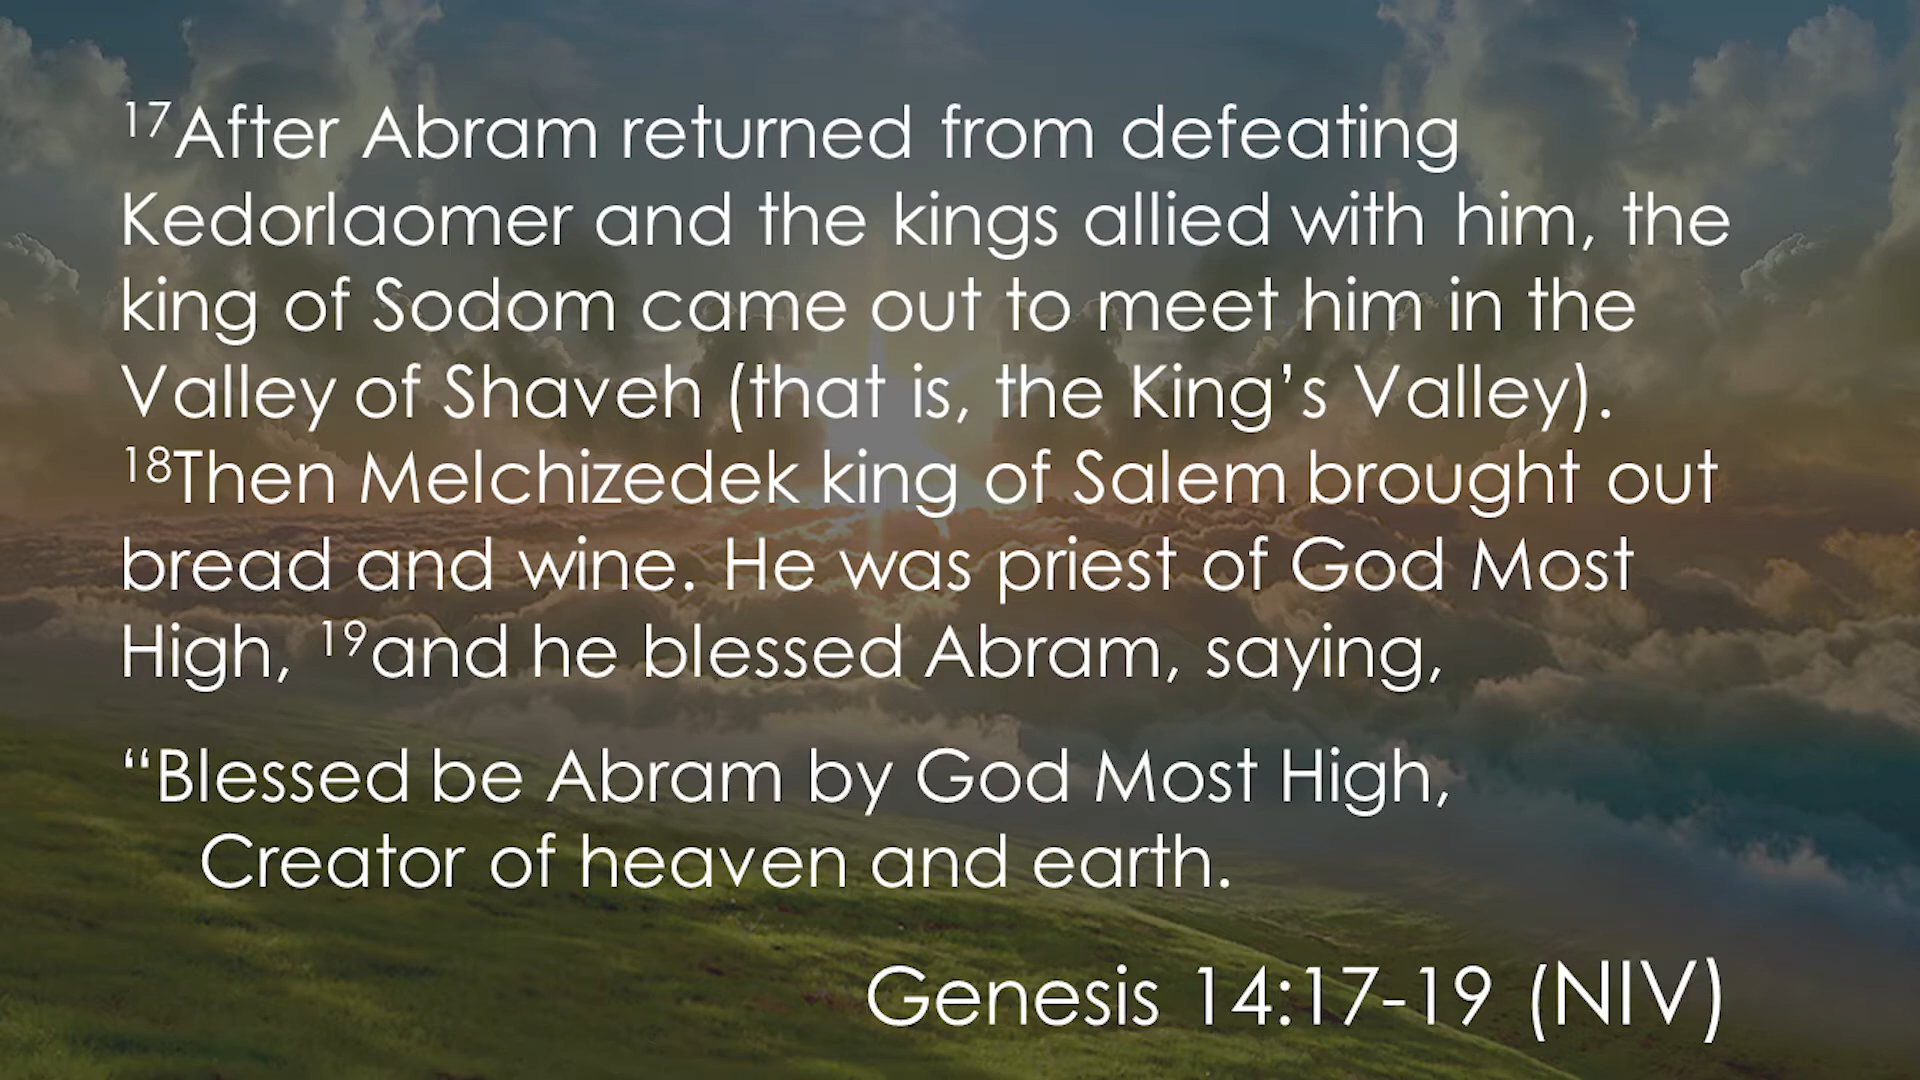 17After Abram returned from defeating
Kedorlaomer and the kings allied with him, the
king of Sodom came out to meet him in the
Valley of Shaveh (that is, the King’s Valley).
18Then Melchizedek king of Salem brought out
bread and wine. He was priest of God Most
High, 19and he blessed Abram, saying,
“Blessed be Abram by God Most High,
Creator of heaven and earth.
Genesis 14:17-19 (NIV)